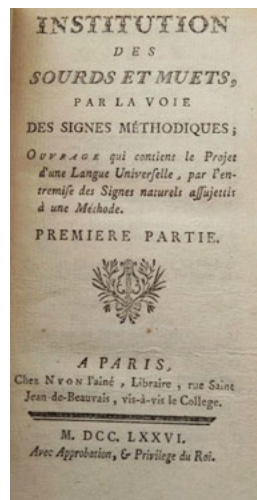 INSTITUTION
DES
SOURDS ET MUETS,
PAR LA VOIE
DES SIGNES MÉTHODIQUES;
OUVRAGE qui contient le Projet
d'une Langue Universelle, par l'en-
tremise des Signes naturels assujettis
à une Méthode.
PREMIERE PARTIE.
A PARIS,
Chez NYON l'aîné, Libraire, rue Saint
Jean-de-Beauvais, vis-à-vis le College.
M. DCC. LXXVI.
Avec Approbation, & Privilege du Roi.